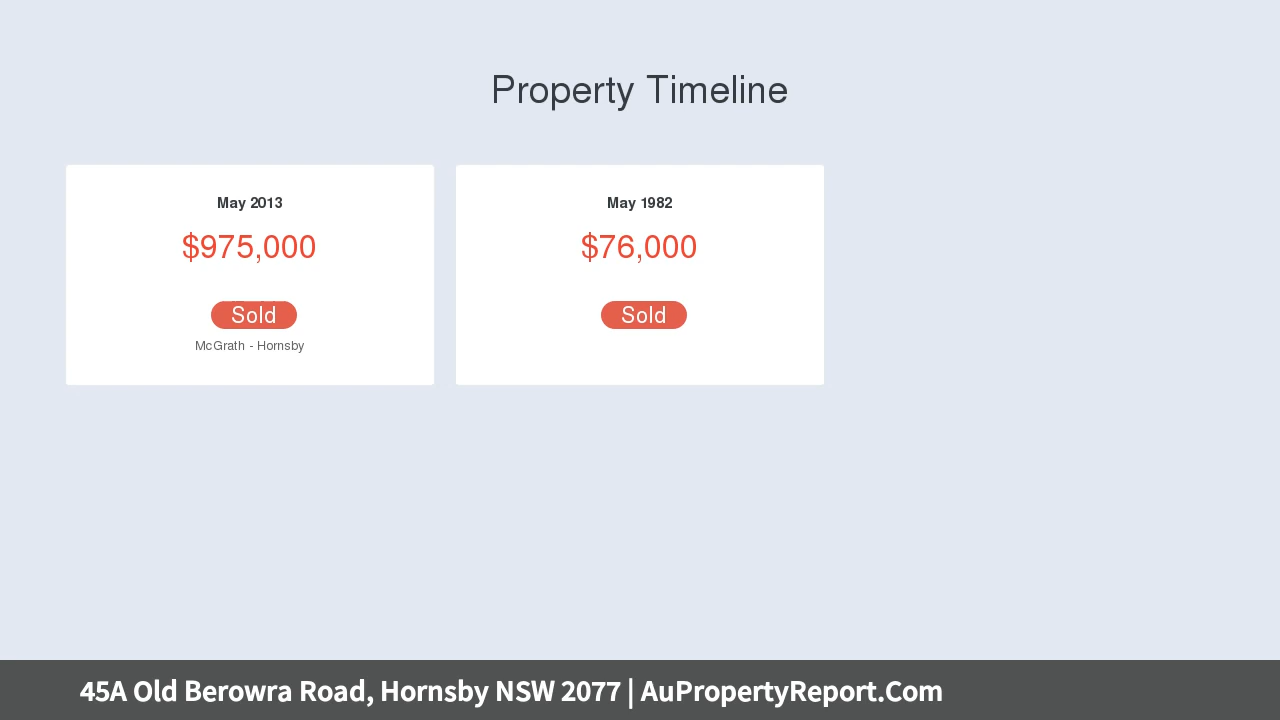 Property Timeline
May 2013
$975,000
Sold
McGrath - Hornsby
May 1982
$76,000
Sold
45A Old Berowra Road, Hornsby NSW 2077 | AuPropertyReport.Com